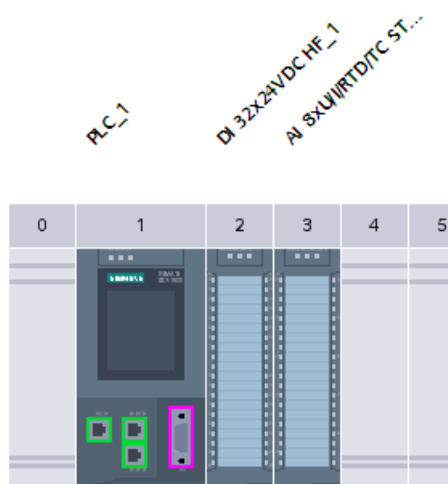 PLC_1
DI 32x24VDC HF_1
AI 8xU/I/RTD/TC ST...
0 1 2 3 4 5
SIEMENS